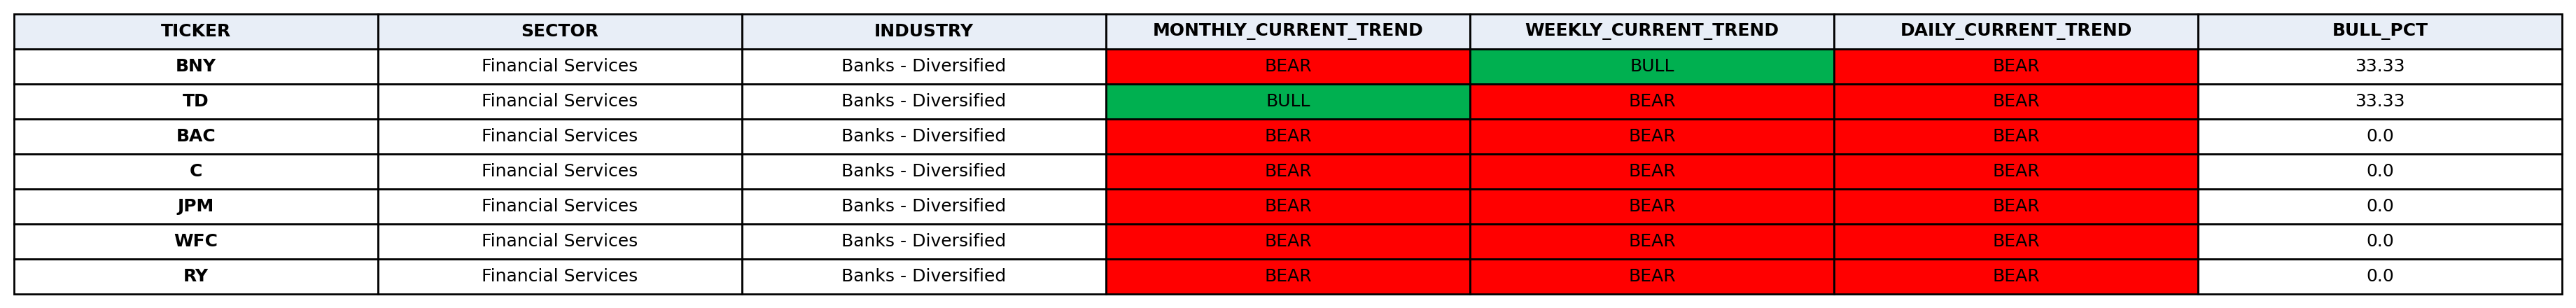 TICKER SECTOR INDUSTRY MONTHLY_CURRENT_TREND WEEKLY_CURRENT_TREND DAILY_CURRENT_TREND BULL_PCT
BNY Financial Services Banks - Diversified BEAR BULL BEAR 33.33
TD Financial Services Banks - Diversified BULL BEAR BEAR 33.33
BAC Financial Services Banks - Diversified BEAR BEAR BEAR 0.0
C Financial Services Banks - Diversified BEAR BEAR BEAR 0.0
JPM Financial Services Banks - Diversified BEAR BEAR BEAR 0.0
WFC Financial Services Banks - Diversified BEAR BEAR BEAR 0.0
RY Financial Services Banks - Diversified BEAR BEAR BEAR 0.0